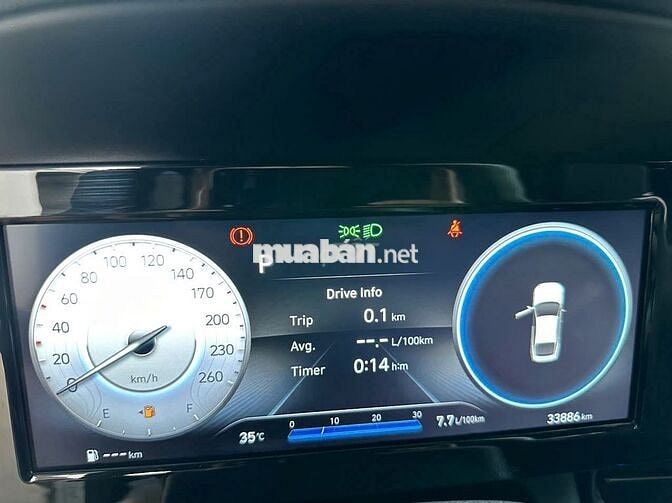 muabán.net
P
Drive Info
Trip 0.1 km
Avg. --.- L/100km
Timer 0:14 h:m
0 20 40 60 80 100 120 140 170 200 230 260
km/h
E F
--- km
35°C
0 10 20 30
7.7 L/100km
33886 km